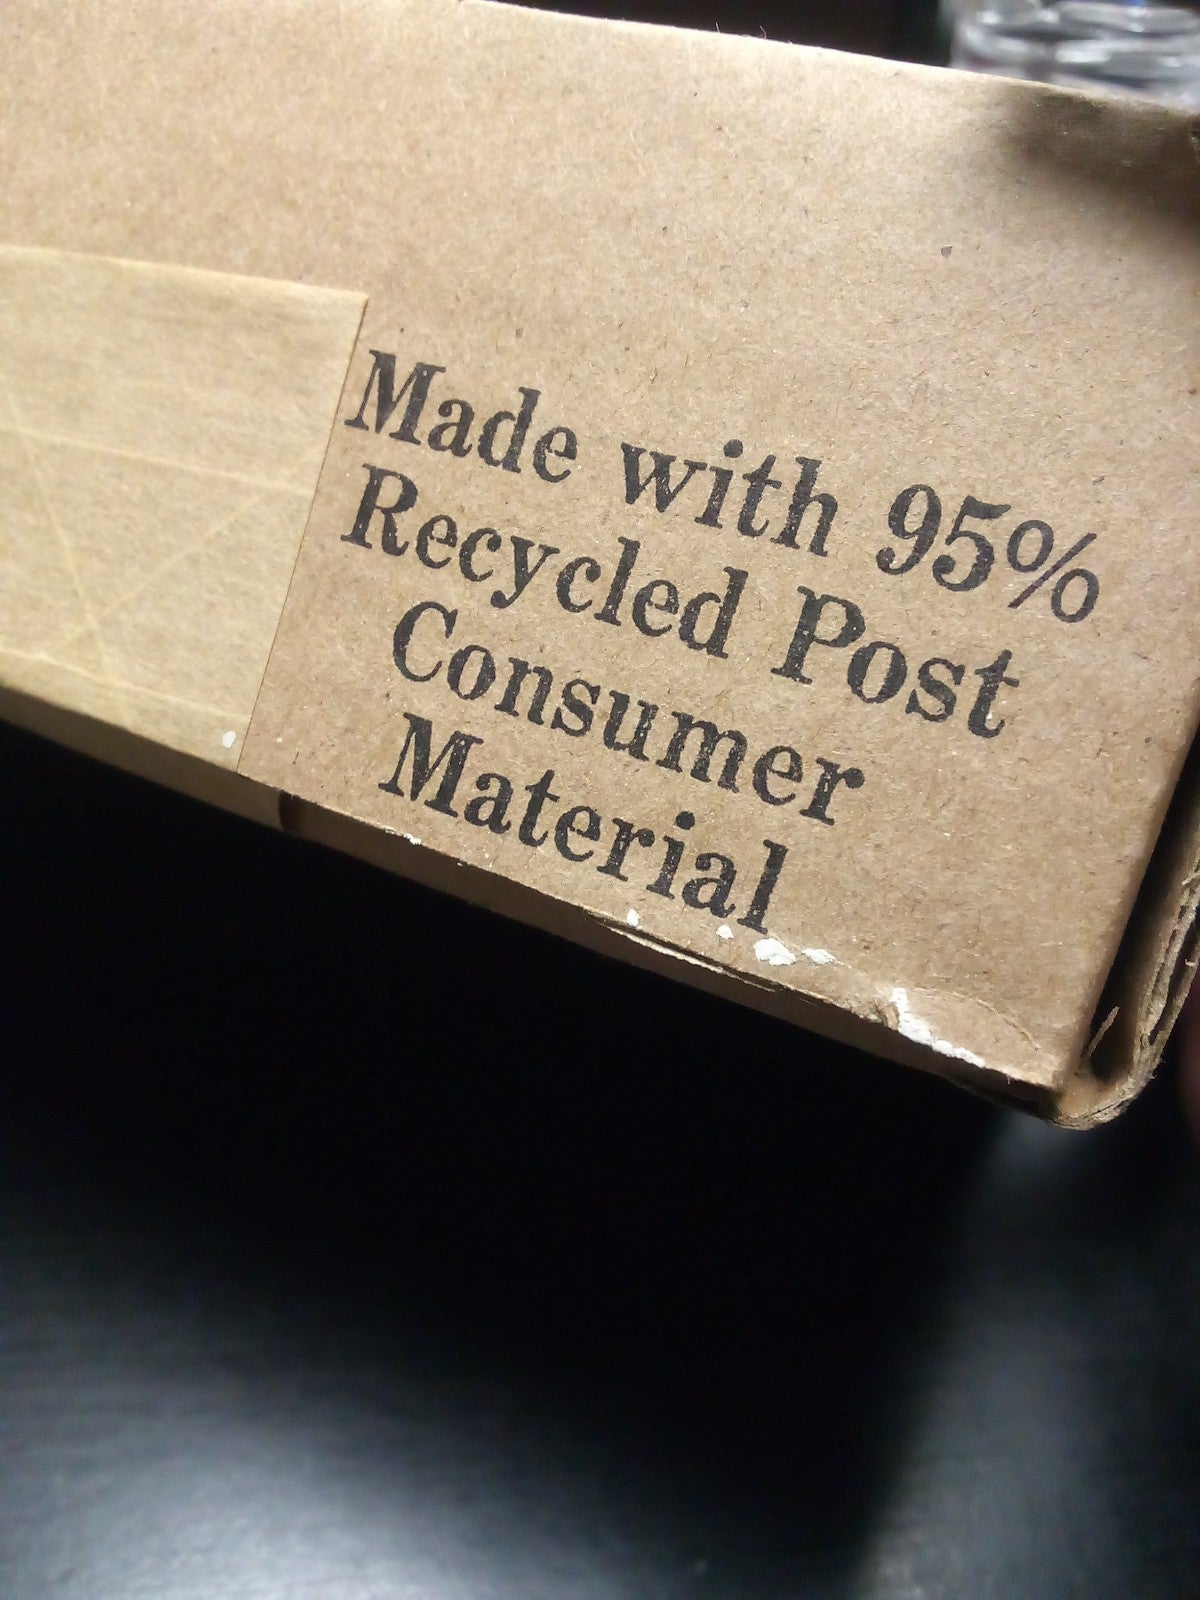 Made with 95%
Recycled Post
Consumer
Material